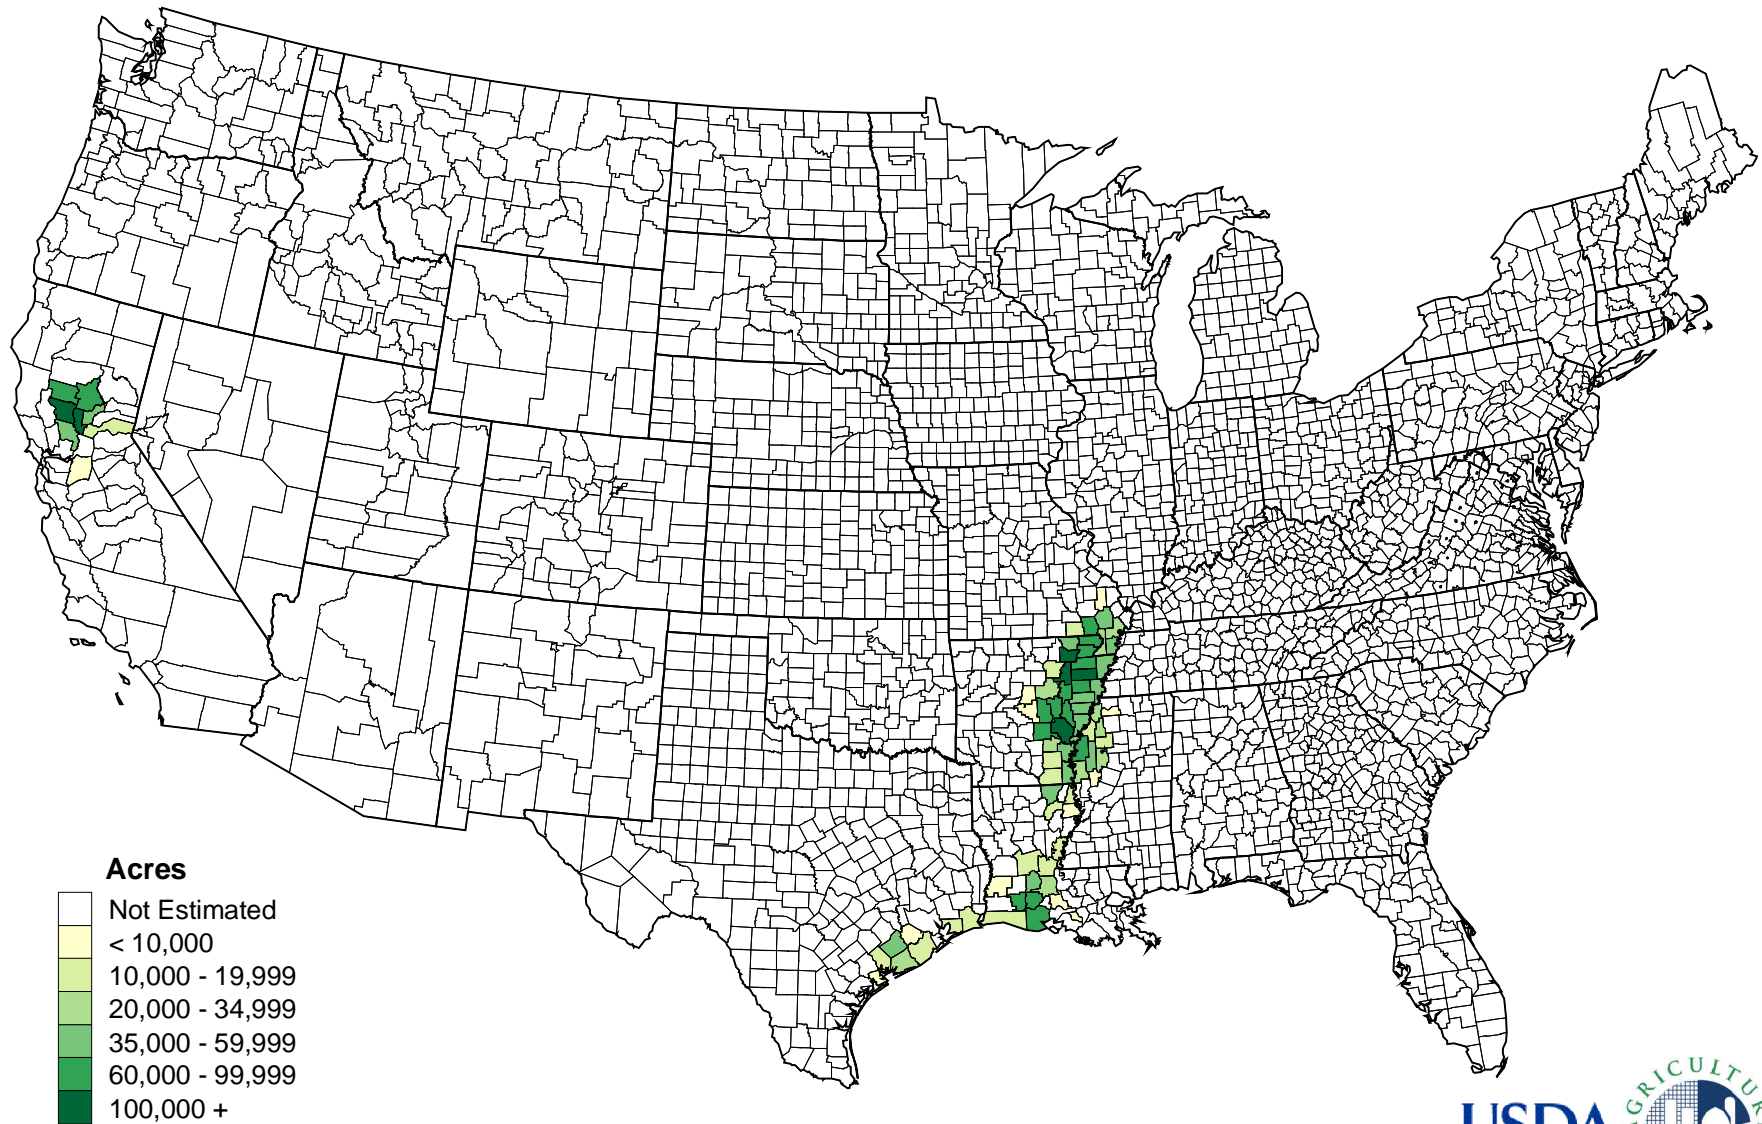 Acres
Not Estimated
< 10,000
10,000 - 19,999
20,000 - 34,999
35,000 - 59,999
60,000 - 99,999
100,000 +
USDA